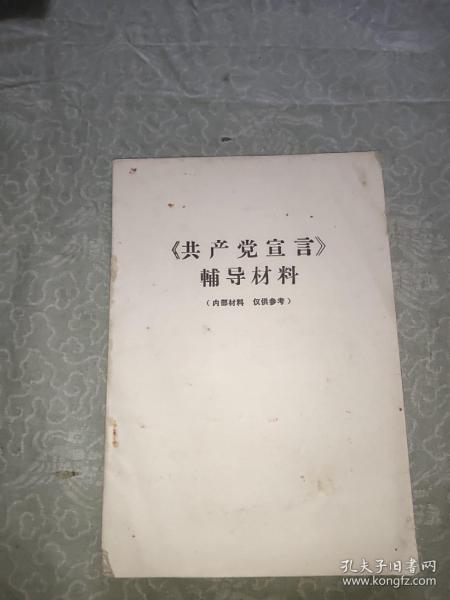 《共产党宣言》
輔导材料
（内部材料 仅供参考）
孔夫子旧书网
www.kongfz.com